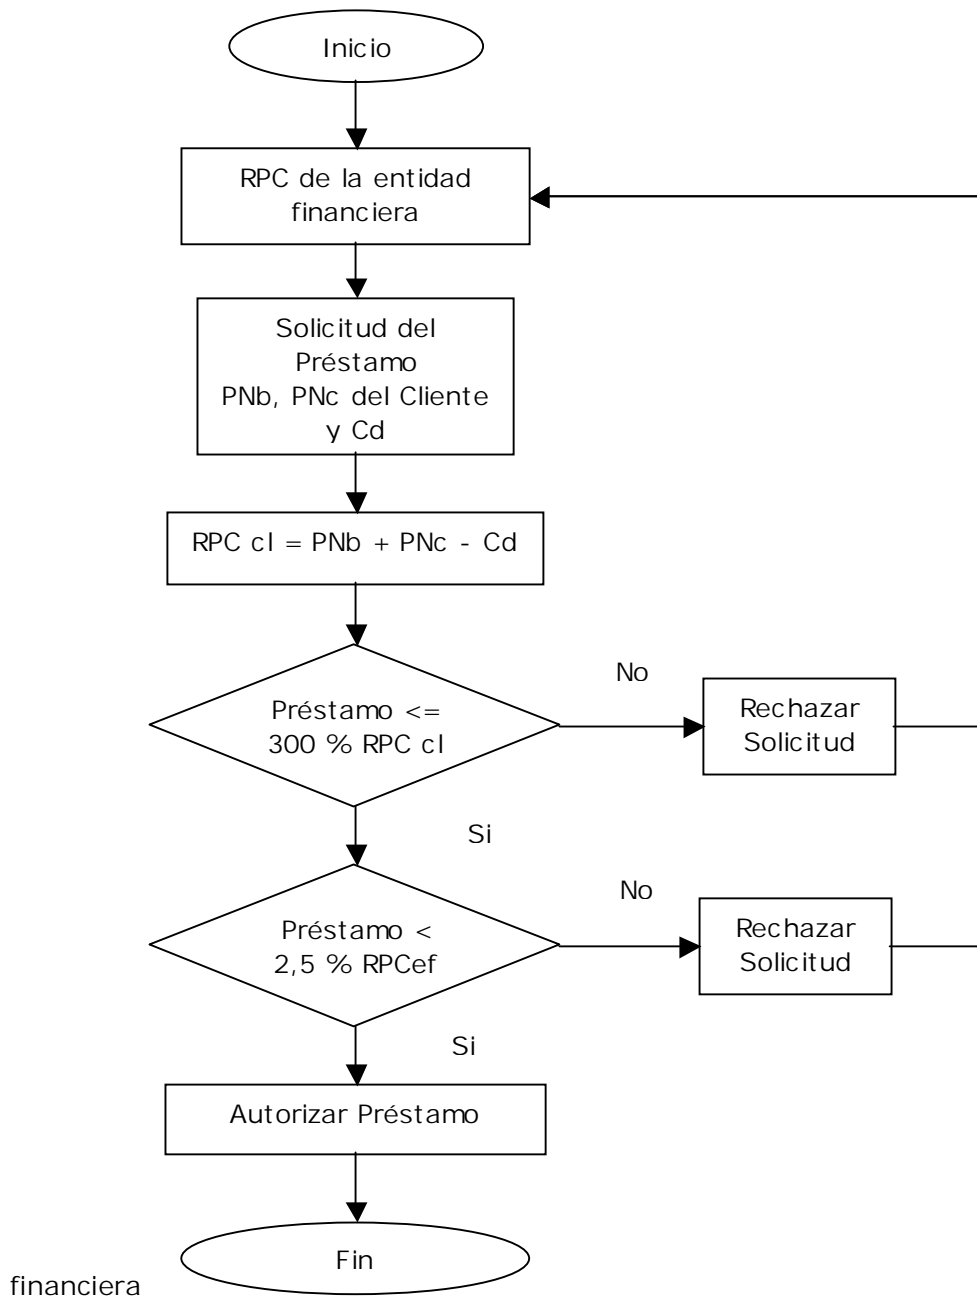 Inicio
RPC de la entidad
financiera
Solicitud del
Préstamo
PNb, PNc del Cliente
y Cd
RPC cl = PNb + PNc - Cd
Préstamo <=
300 % RPC cl
No
Rechazar
Solicitud
Si
Préstamo <
2,5 % RPCef
No
Rechazar
Solicitud
Si
Autorizar Préstamo
Fin
financiera